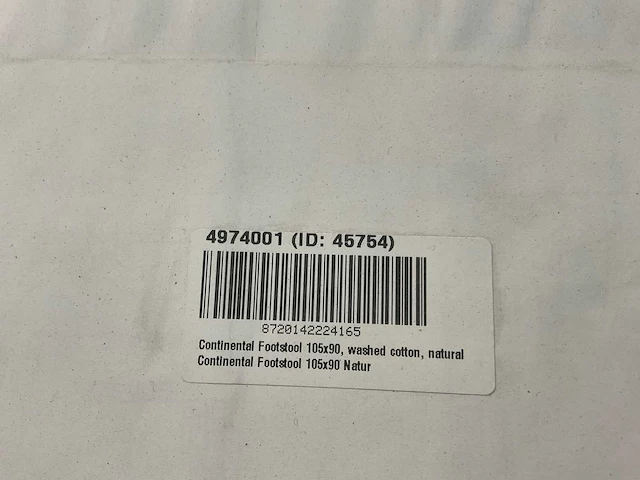 4974001 (ID: 45754)
8720142224165
Continental Footstool 105x90, washed cotton, natural
Continental Footstool 105x90 Natur